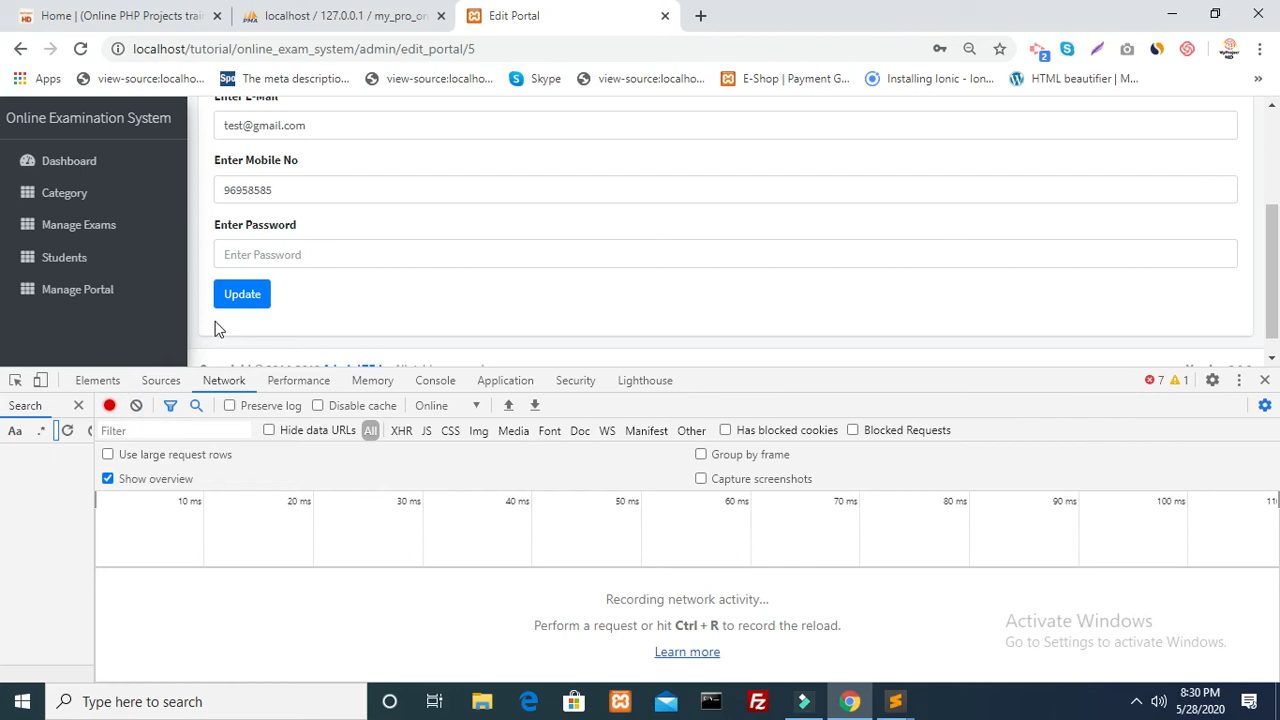 Home | (Online PHP Projects train
localhost / 127.0.0.1 / my_pro_on
Edit Portal
localhost/tutorial/online_exam_system/admin/edit_portal/5
2
Apps
view-source:localho...
Spo
The meta descriptio...
view-source:localho...
Skype
view-source:localho...
E-Shop | Payment G...
Installing Ionic - Ion...
HTML beautifier | M...
»
Online Examination System
Dashboard
Category
Manage Exams
Students
Manage Portal
Enter E-Mail
test@gmail.com
Enter Mobile No
96958585
Enter Password
Enter Password
Update
Elements Sources Network Performance Memory Console Application Security Lighthouse 7 1
Search
Preserve log Disable cache Online
Aa .*
Filter Hide data URLs All XHR JS CSS Img Media Font Doc WS Manifest Other Has blocked cookies Blocked Requests
Use large request rows Group by frame
Show overview Capture screenshots
10 ms 20 ms 30 ms 40 ms 50 ms 60 ms 70 ms 80 ms 90 ms 100 ms
Recording network activity...
Perform a request or hit Ctrl + R to record the reload.
Learn more
Activate Windows
Go to Settings to activate Windows.
Type here to search
8:30 PM
5/28/2020